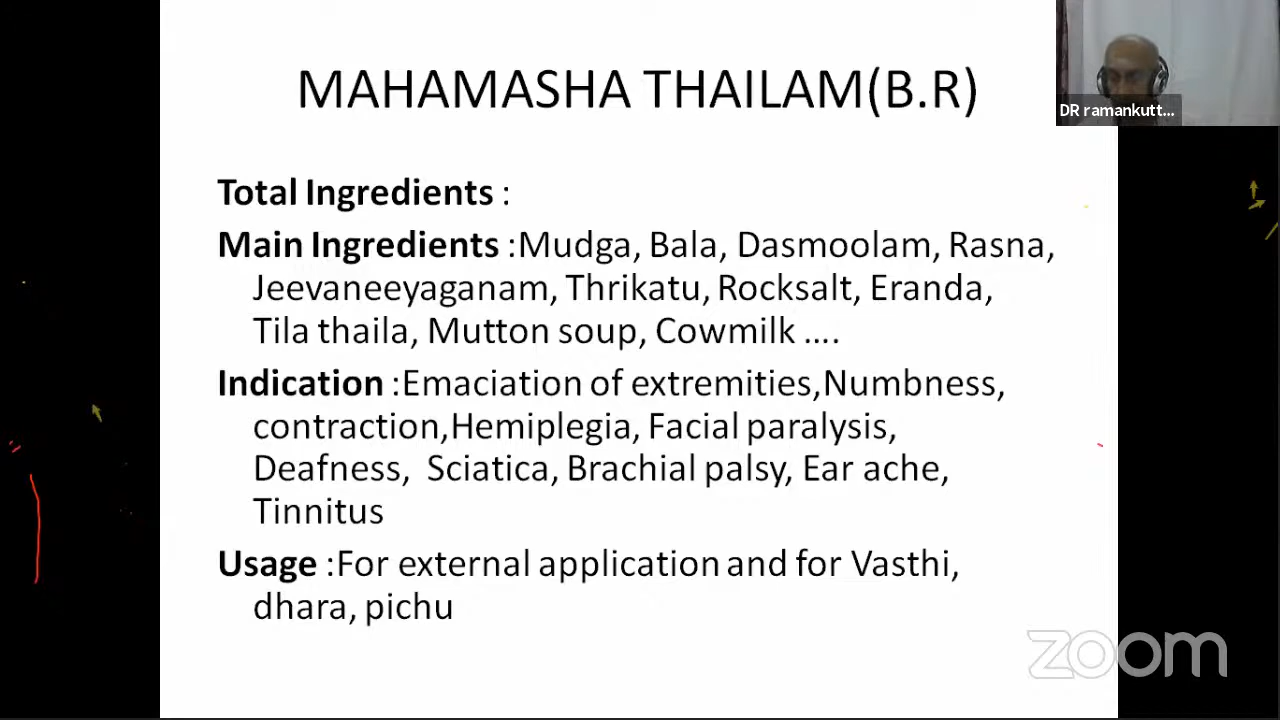 MAHAMASHA THAILAM(B.R)
DR ramankutt...
Total Ingredients :
Main Ingredients :Mudga, Bala, Dasmoolam, Rasna,
Jeevaneeyaganam, Thrikatu, Rocksalt, Eranda,
Tila thaila, Mutton soup, Cowmilk ....
Indication :Emaciation of extremities,Numbness,
contraction,Hemiplegia, Facial paralysis,
Deafness, Sciatica, Brachial palsy, Ear ache,
Tinnitus
Usage :For external application and for Vasthi,
dhara, pichu
zoom